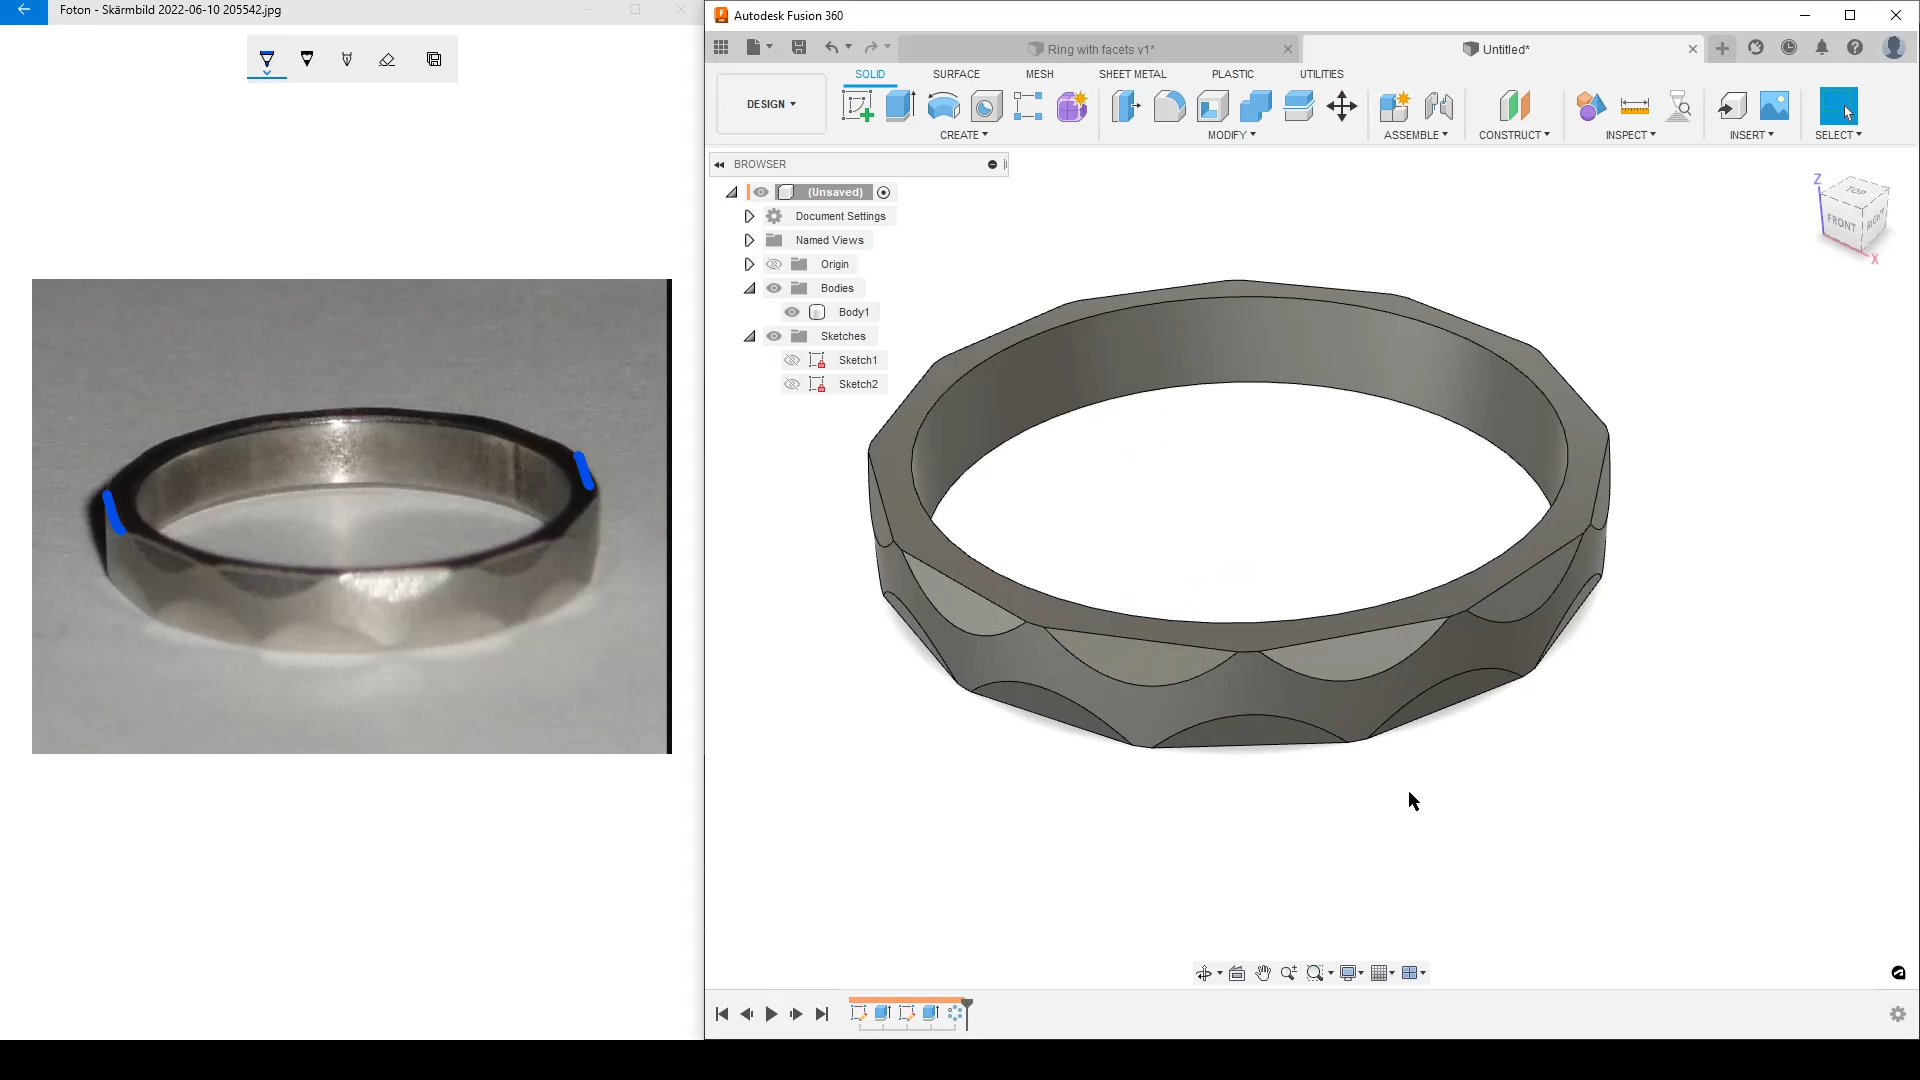 Foton - Skärmbild 2022-06-10 205542.jpg
Autodesk Fusion 360
Ring with facets v1*
Untitled*
SOLID
SURFACE
MESH
SHEET METAL
PLASTIC
UTILITIES
DESIGN
CREATE
MODIFY
ASSEMBLE
CONSTRUCT
INSPECT
INSERT
SELECT
BROWSER
(Unsaved)
Document Settings
Named Views
Origin
Bodies
Body1
Sketches
Sketch1
Sketch2
Z
TOP
FRONT
RIGHT
X